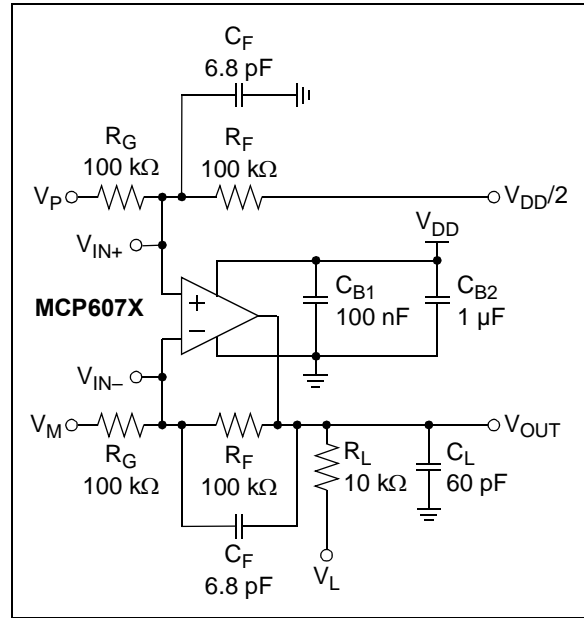 C_F
6.8 pF
R_G
100 kΩ
R_F
100 kΩ
V_P
V_DD/2
V_IN+
V_DD
MCP607X
C_B1
100 nF
C_B2
1 µF
V_IN–
V_M
V_OUT
R_G
100 kΩ
R_F
100 kΩ
R_L
10 kΩ
C_L
60 pF
C_F
6.8 pF
V_L